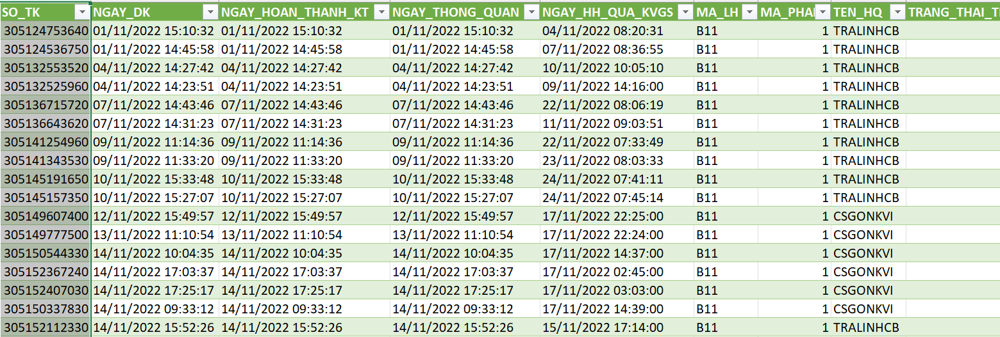 SO_TK NGAY_DK NGAY_HOAN_THANH_KT NGAY_THONG_QUAN NGAY_HH_QUA_KVGS MA_LH MA_PHA TEN_HQ TRANG_THAI_T
305124753640 01/11/2022 15:10:32 01/11/2022 15:10:32 01/11/2022 15:10:32 04/11/2022 08:20:31 B11 1 TRALINHCB
305124536750 01/11/2022 14:45:58 01/11/2022 14:45:58 01/11/2022 14:45:58 07/11/2022 08:36:55 B11 1 TRALINHCB
305132553520 04/11/2022 14:27:42 04/11/2022 14:27:42 04/11/2022 14:27:42 10/11/2022 10:05:10 B11 1 TRALINHCB
305132525960 04/11/2022 14:23:51 04/11/2022 14:23:51 04/11/2022 14:23:51 09/11/2022 14:16:00 B11 1 TRALINHCB
305136715720 07/11/2022 14:43:46 07/11/2022 14:43:46 07/11/2022 14:43:46 22/11/2022 08:06:19 B11 1 TRALINHCB
305136643620 07/11/2022 14:31:23 07/11/2022 14:31:23 07/11/2022 14:31:23 11/11/2022 09:03:51 B11 1 TRALINHCB
305141254960 09/11/2022 11:14:36 09/11/2022 11:14:36 09/11/2022 11:14:36 22/11/2022 07:33:49 B11 1 TRALINHCB
305141343530 09/11/2022 11:33:20 09/11/2022 11:33:20 09/11/2022 11:33:20 23/11/2022 08:03:33 B11 1 TRALINHCB
305145191650 10/11/2022 15:33:48 10/11/2022 15:33:48 10/11/2022 15:33:48 24/11/2022 07:41:11 B11 1 TRALINHCB
305145157350 10/11/2022 15:27:07 10/11/2022 15:27:07 10/11/2022 15:27:07 24/11/2022 07:45:14 B11 1 TRALINHCB
305149607400 12/11/2022 15:49:57 12/11/2022 15:49:57 12/11/2022 15:49:57 17/11/2022 22:25:00 B11 1 CSGONKVI
305149777500 13/11/2022 11:10:54 13/11/2022 11:10:54 13/11/2022 11:10:54 17/11/2022 22:24:00 B11 1 CSGONKVI
305150544330 14/11/2022 10:04:35 14/11/2022 10:04:35 14/11/2022 10:04:35 17/11/2022 14:37:00 B11 1 CSGONKVI
305152367240 14/11/2022 17:03:37 14/11/2022 17:03:37 14/11/2022 17:03:37 17/11/2022 02:45:00 B11 1 CSGONKVI
305152407030 14/11/2022 17:25:17 14/11/2022 17:25:17 14/11/2022 17:25:17 17/11/2022 03:03:00 B11 1 CSGONKVI
305150337830 14/11/2022 09:33:12 14/11/2022 09:33:12 14/11/2022 09:33:12 17/11/2022 14:39:00 B11 1 CSGONKVI
305152112330 14/11/2022 15:52:26 14/11/2022 15:52:26 14/11/2022 15:52:26 15/11/2022 17:14:00 B11 1 TRALINHCB